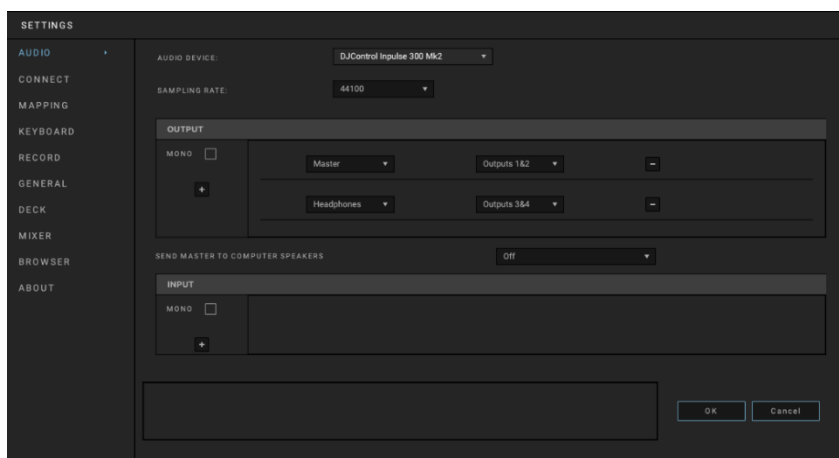 SETTINGS
AUDIO
CONNECT
MAPPING
KEYBOARD
RECORD
GENERAL
DECK
MIXER
BROWSER
ABOUT
AUDIO DEVICE: DJControl Inpulse 300 Mk2
SAMPLING RATE: 44100
OUTPUT
MONO
+
Master Outputs 1&2 −
Headphones Outputs 3&4 −
SEND MASTER TO COMPUTER SPEAKERS Off
INPUT
MONO
+
OK Cancel